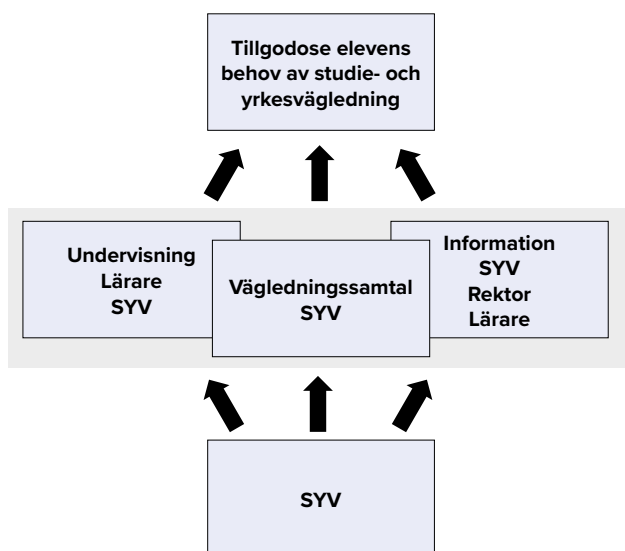 Tillgodose elevens
behov av studie- och
yrkesvägledning
Undervisning
Lärare
SYV
Vägledningssamtal
SYV
Information
SYV
Rektor
Lärare
SYV